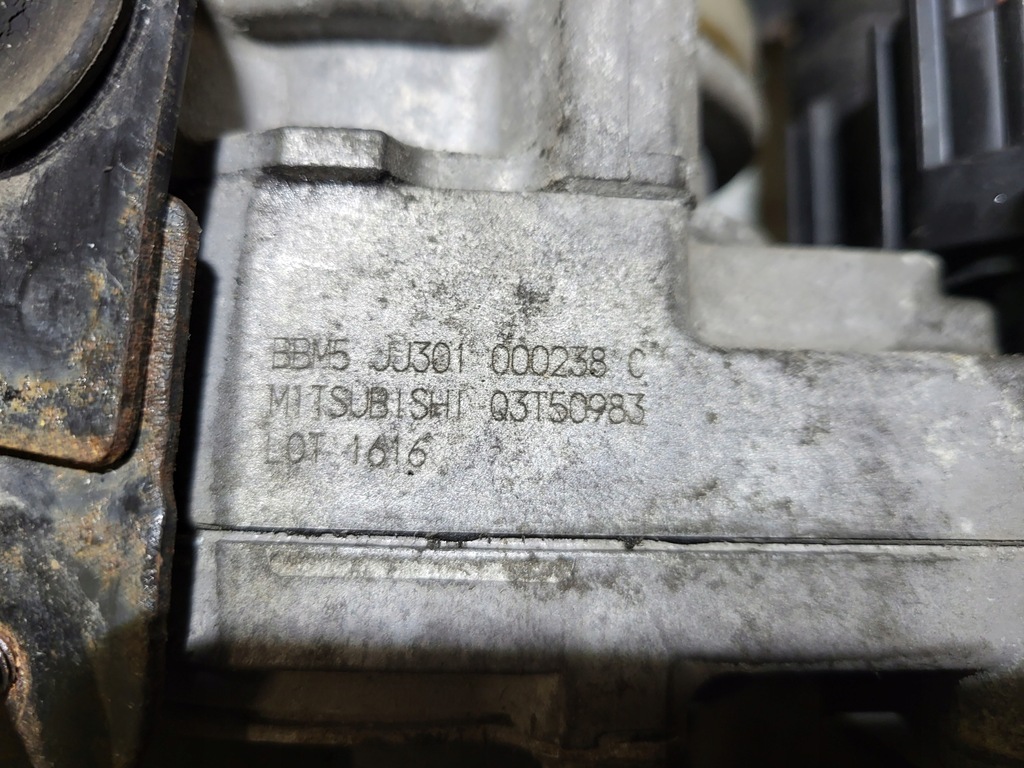 BBM5 JJ301 000238 C
MITSUBISHI Q3T50983
LOT 1616